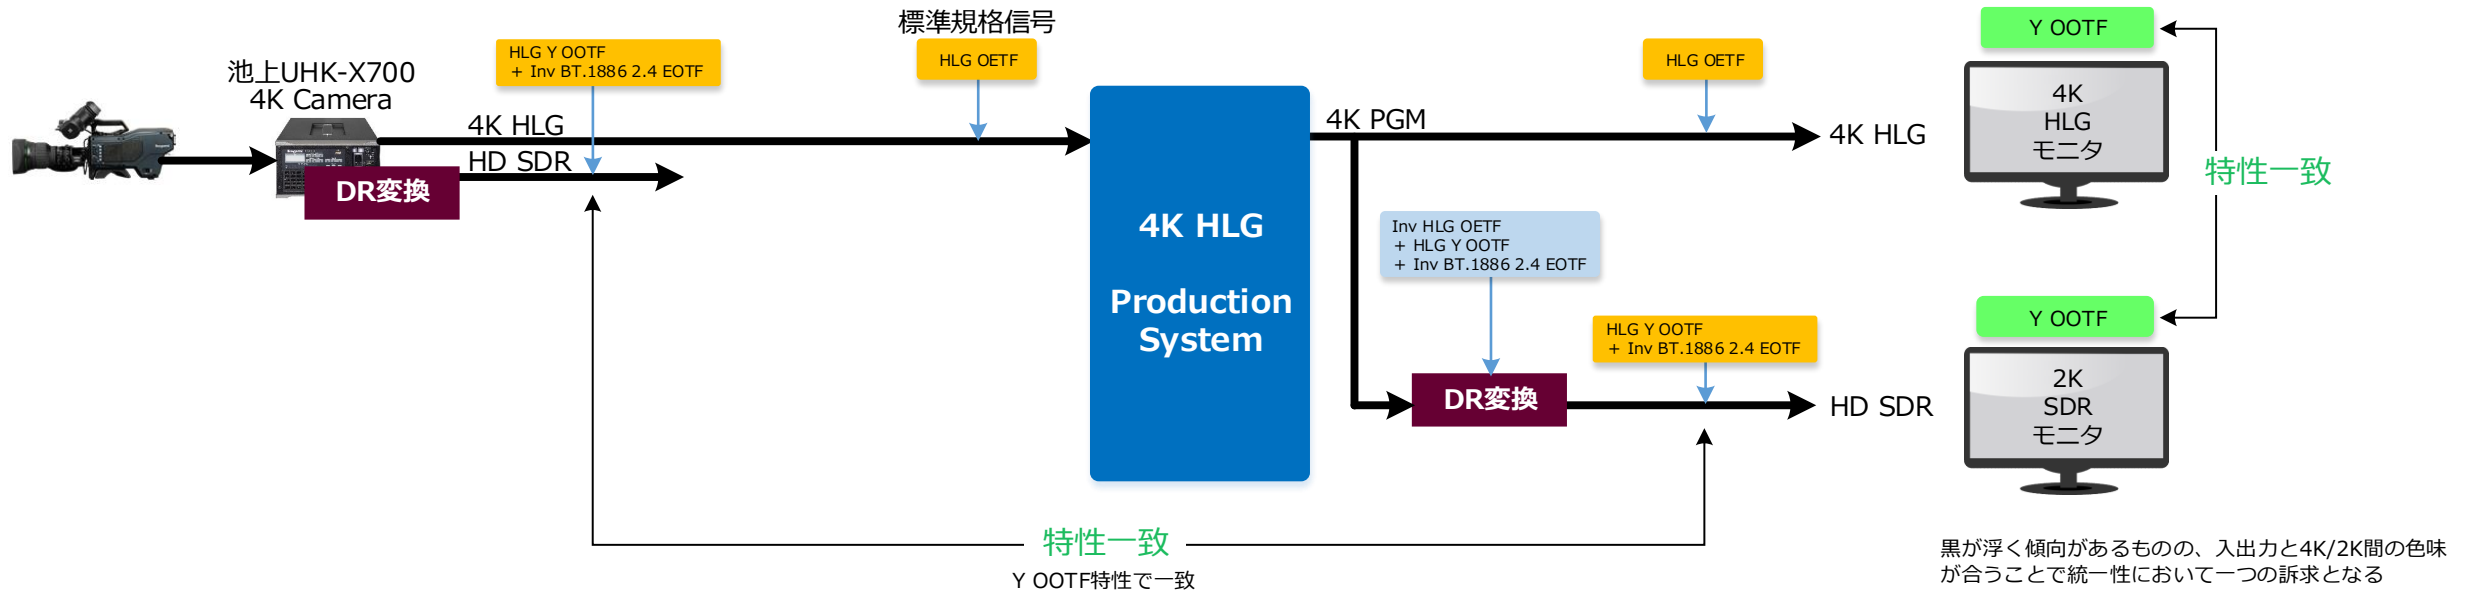 標準規格信号
池上UHK-X700
4K Camera
HLG Y OOTF
+ Inv BT.1886 2.4 EOTF
HLG OETF
4K HLG
HD SDR
DR変換
4K HLG
Production
System
4K PGM
HLG OETF
4K HLG
Inv HLG OETF
+ HLG Y OOTF
+ Inv BT.1886 2.4 EOTF
DR変換
HLG Y OOTF
+ Inv BT.1886 2.4 EOTF
HD SDR
Y OOTF
4K
HLG
モニタ
特性一致
Y OOTF
2K
SDR
モニタ
特性一致
Y OOTF特性で一致
黒が浮く傾向があるものの、入出力と4K/2K間の色味
が合うことで統一性において一つの訴求となる